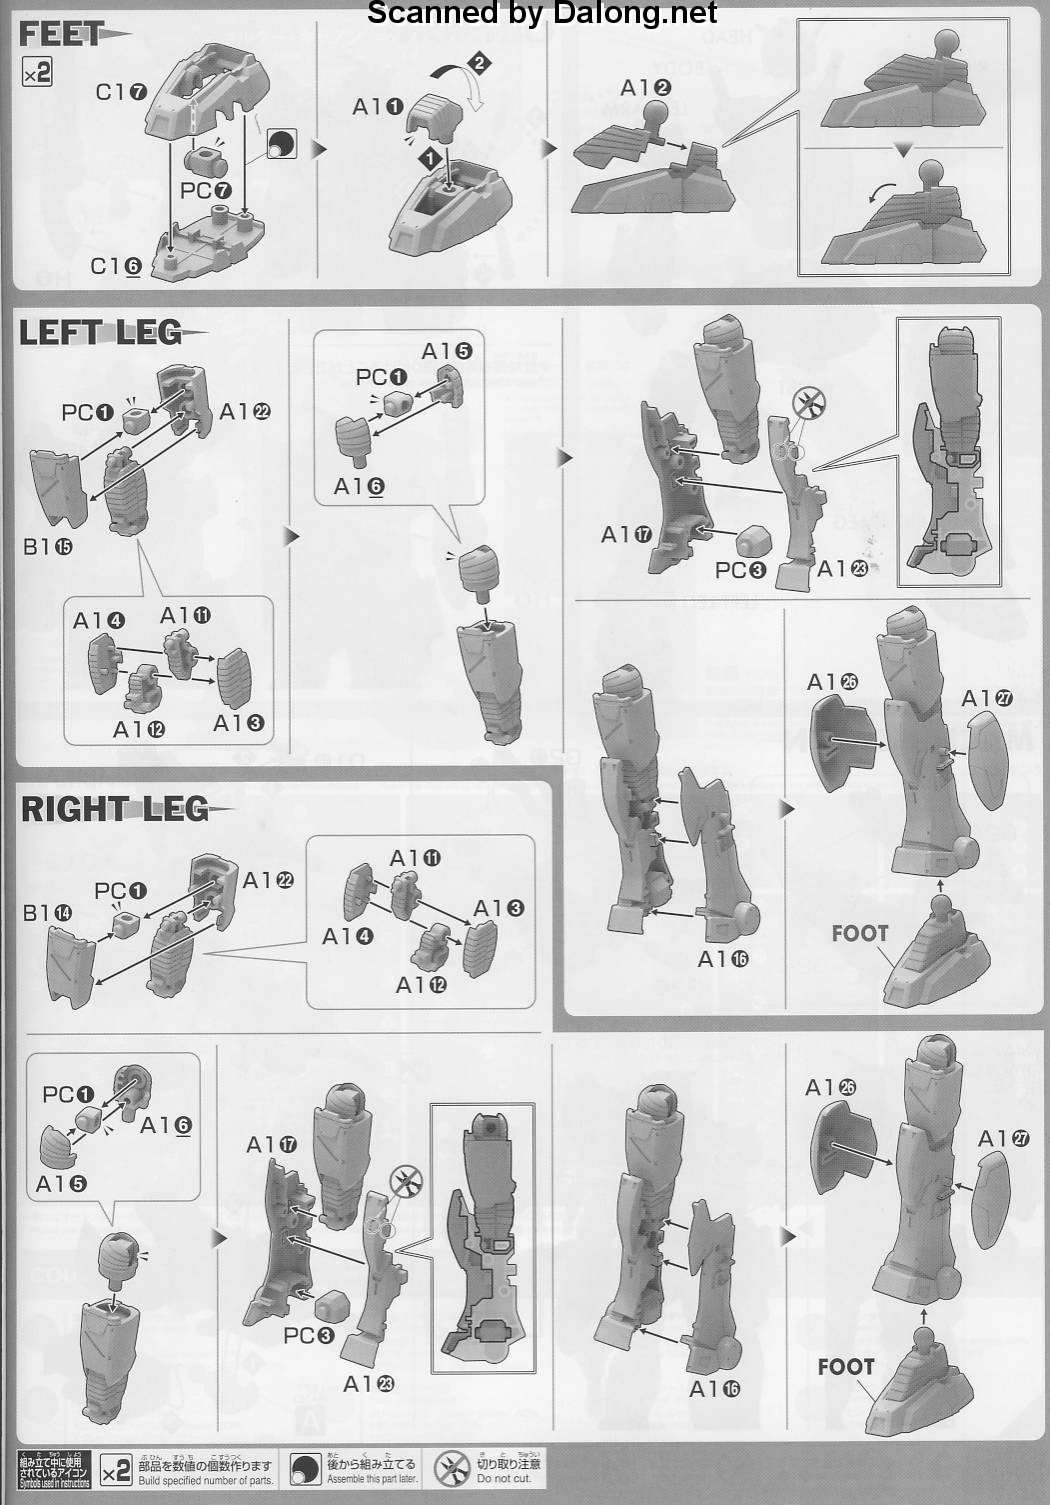 Scanned by Dalong.net
FEET
×2
C1❼
PC❼
C1❻
A1❶
❷
❶
A1❷
LEFT LEG
PC❶
A1㉒
B1⓯
A1❹
A1⓫
A1⓬
A1❸
A1❺
PC❶
A1❻
A1⓱
PC❸
A1㉓
A1⓰
A1㉖
A1㉗
FOOT
RIGHT LEG
PC❶
A1㉒
B1⓮
A1⓫
A1❸
A1❹
A1⓬
PC❶
A1❻
A1❺
A1⓱
PC❸
A1㉓
A1⓰
A1㉖
A1㉗
FOOT
組み立て中に使用
されているアイコン
Symbols used in instructions
×2
部品を数値の個数作ります
Build specified number of parts.
後から組み立てる
Assemble this part later.
切り取り注意
Do not cut.